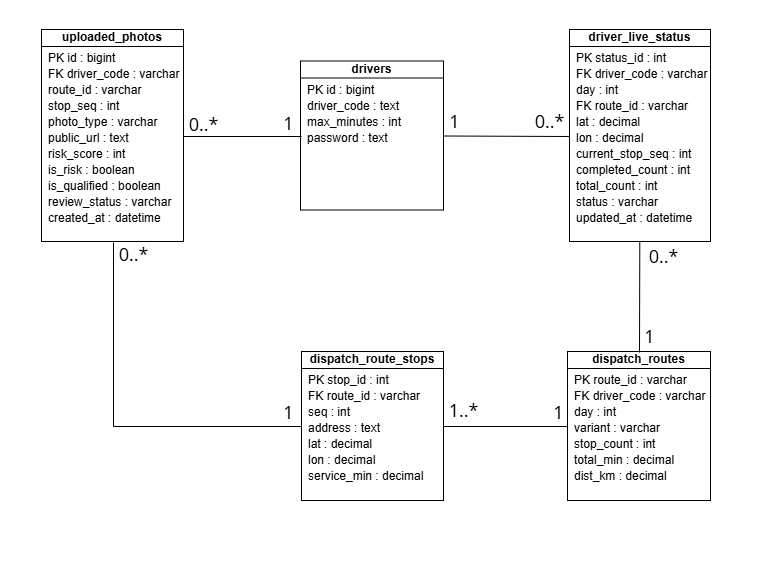 uploaded_photos
PK id : bigint
FK driver_code : varchar
route_id : varchar
stop_seq : int
photo_type : varchar
public_url : text
risk_score : int
is_risk : boolean
is_qualified : boolean
review_status : varchar
created_at : datetime
0..*
1
drivers
PK id : bigint
driver_code : text
max_minutes : int
password : text
1
0..*
driver_live_status
PK status_id : int
FK driver_code : varchar
day : int
FK route_id : varchar
lat : decimal
lon : decimal
current_stop_seq : int
completed_count : int
total_count : int
status : varchar
updated_at : datetime
0..*
0..*
1
1
dispatch_route_stops
PK stop_id : int
FK route_id : varchar
seq : int
address : text
lat : decimal
lon : decimal
service_min : decimal
1..*
1
dispatch_routes
PK route_id : varchar
FK driver_code : varchar
day : int
variant : varchar
stop_count : int
total_min : decimal
dist_km : decimal